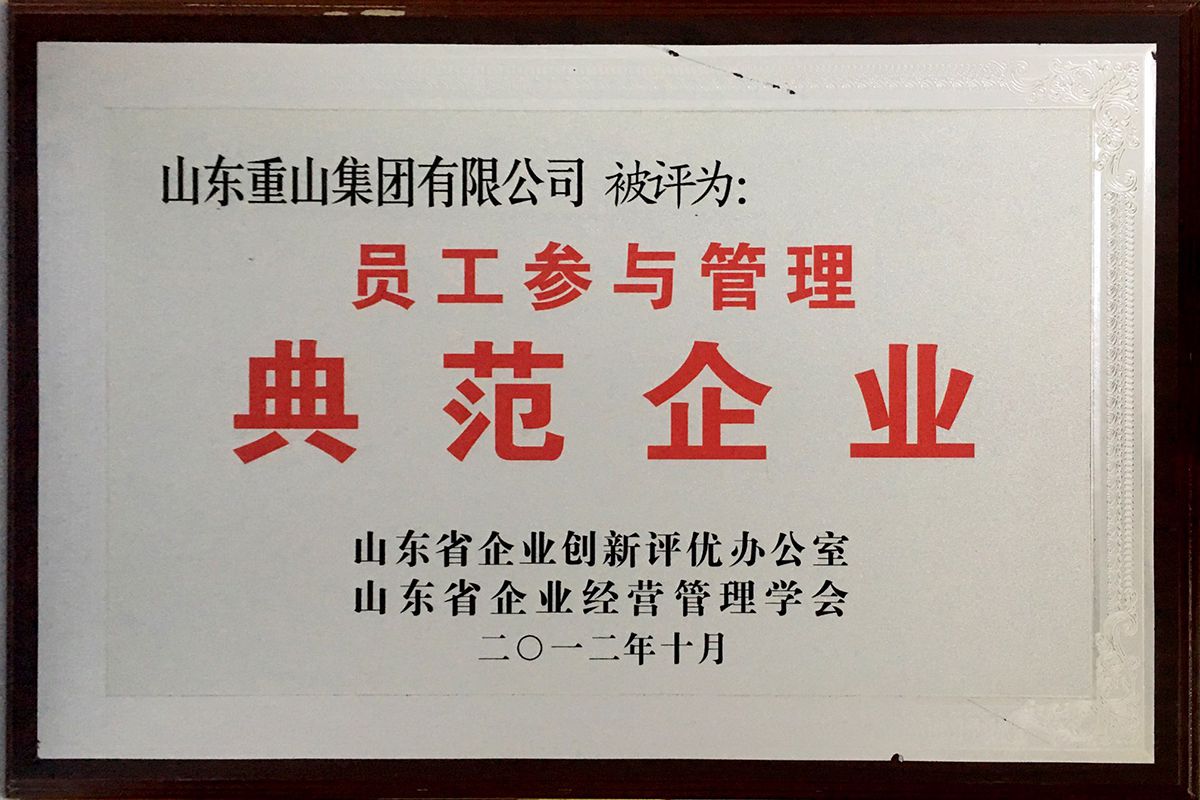 山东重山集团有限公司 被评为:
员工参与管理
典范企业
山东省企业创新评优办公室
山东省企业经营管理学会
二〇一二年十月